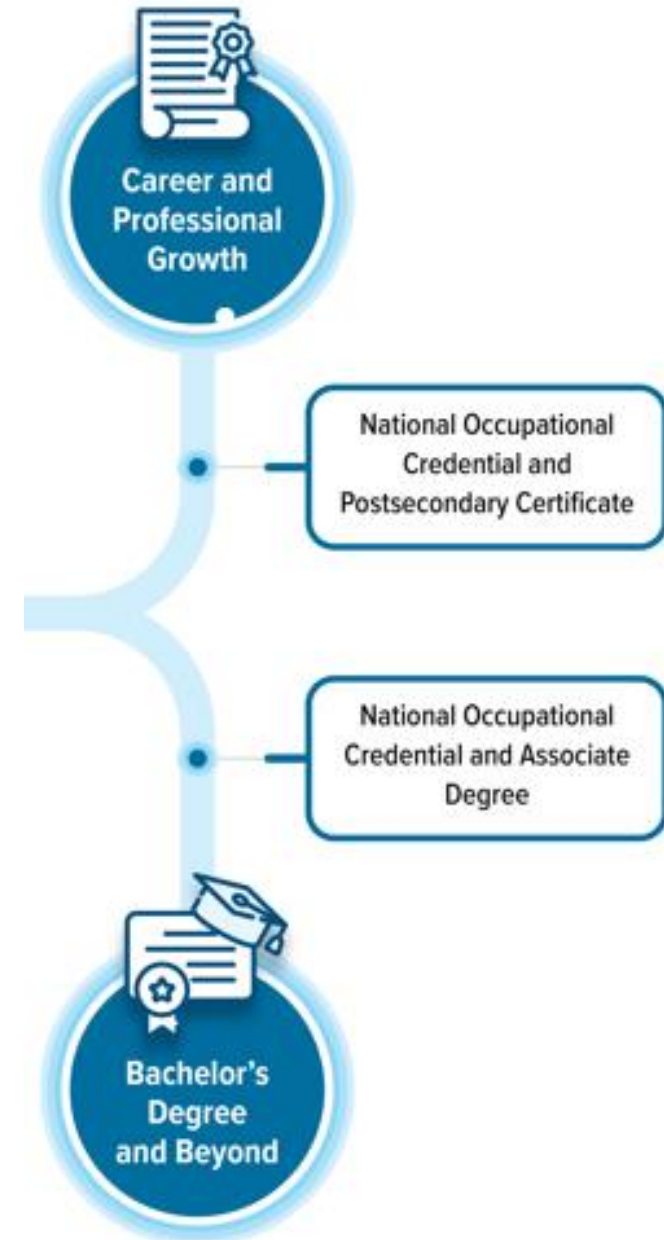 Career and
Professional
Growth
National Occupational
Credential and
Postsecondary Certificate
National Occupational
Credential and Associate
Degree
Bachelor's
Degree
and Beyond